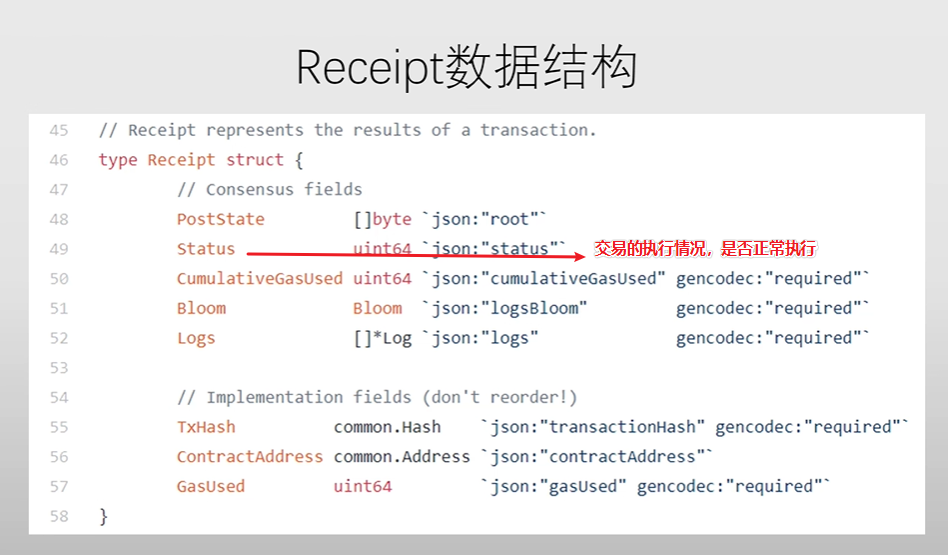 Receipt数据结构
45 // Receipt represents the results of a transaction.
46 type Receipt struct {
47 // Consensus fields
48 PostState []byte `json:"root"`
49 Status uint64 `json:"status"` 交易的执行情况，是否正常执行
50 CumulativeGasUsed uint64 `json:"cumulativeGasUsed" gencodec:"required"`
51 Bloom Bloom `json:"logsBloom" gencodec:"required"`
52 Logs []*Log `json:"logs" gencodec:"required"`
53
54 // Implementation fields (don't reorder!)
55 TxHash common.Hash `json:"transactionHash" gencodec:"required"`
56 ContractAddress common.Address `json:"contractAddress"`
57 GasUsed uint64 `json:"gasUsed" gencodec:"required"`
58 }